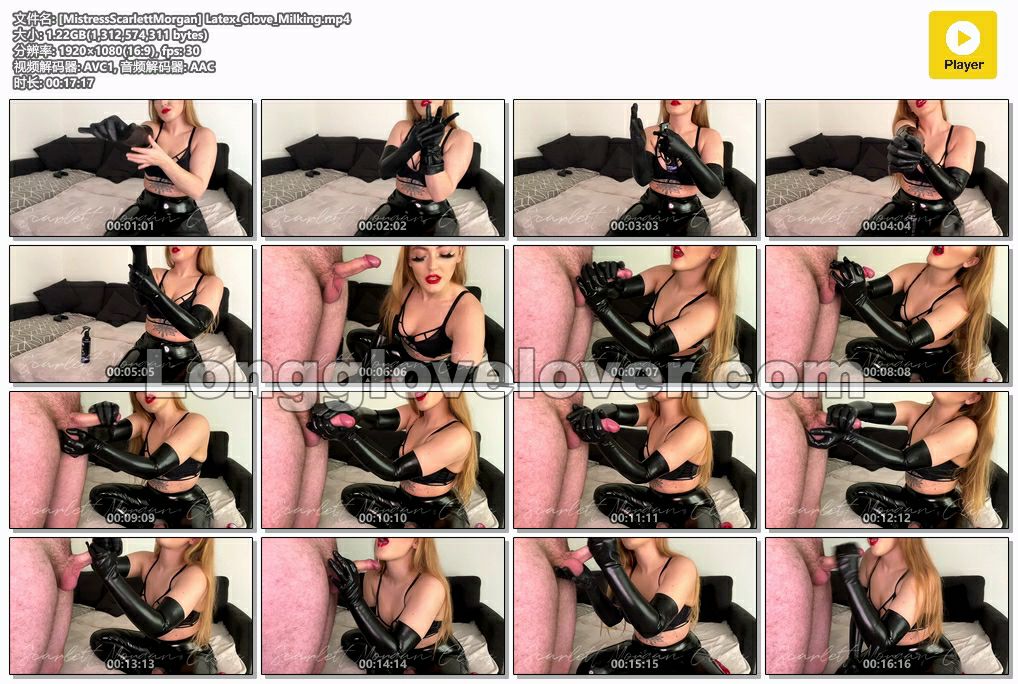 文件名: [MistressScarlettMorgan] Latex_Glove_Milking.mp4
大小: 1.22GB(1,312,574,311 bytes)
分辨率: 1920×1080(16:9), fps: 30
视频解码器: AVC1, 音频解码器: AAC
时长: 00:17:17
Player
00:01:01
00:02:02
00:03:03
00:04:04
00:05:05
00:06:06
00:07:07
00:08:08
Longglovelover.com
00:09:09
00:10:10
00:11:11
00:12:12
00:13:13
00:14:14
00:15:15
00:16:16